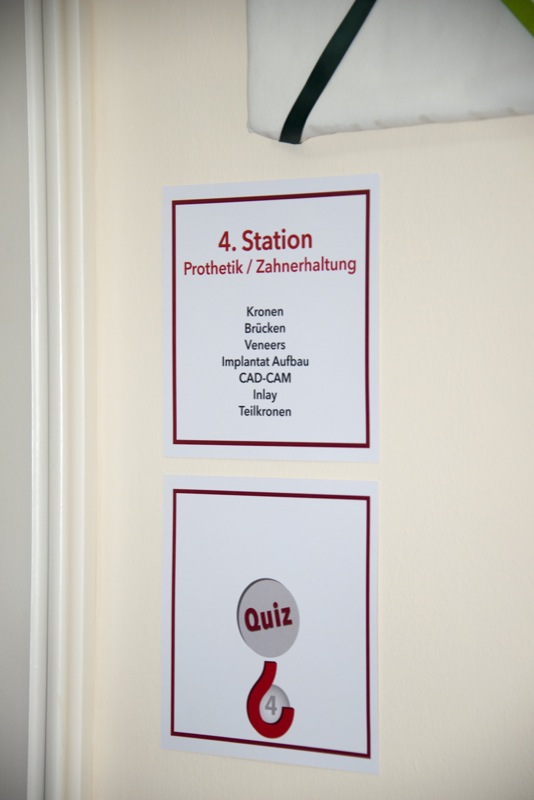 4. Station
Prothetik / Zahnerhaltung
Kronen
Brücken
Veneers
Implantat Aufbau
CAD-CAM
Inlay
Teilkronen
Quiz
4